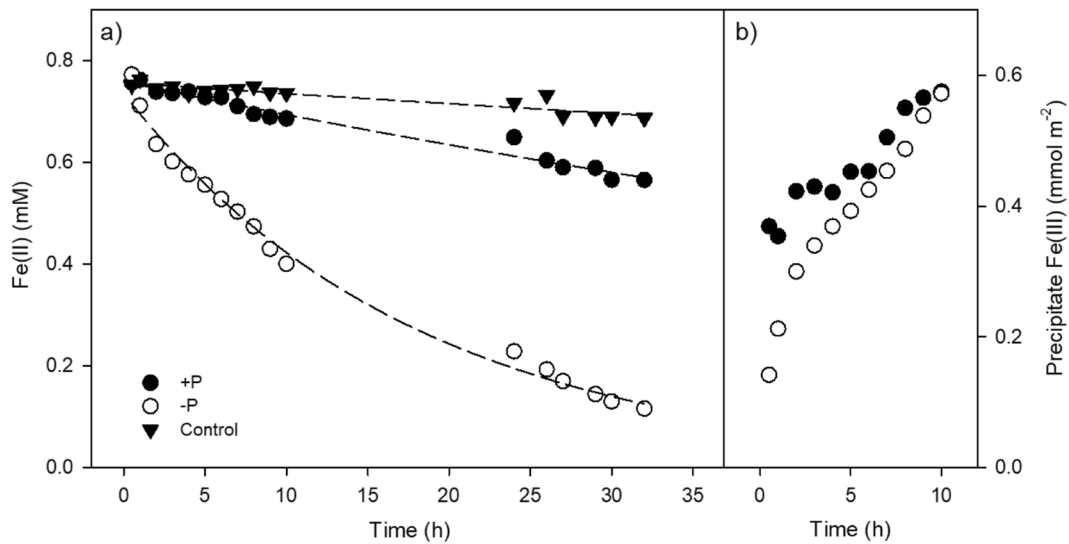 a)
b)
0.8
0.6
0.4
0.2
0.0
Fe(II) (mM)
+P
-P
Control
0 5 10 15 20 25 30 35
Time (h)
0 5 10
Time (h)
0.6
0.4
0.2
0.0
Precipitate Fe(III) (mmol m-2)